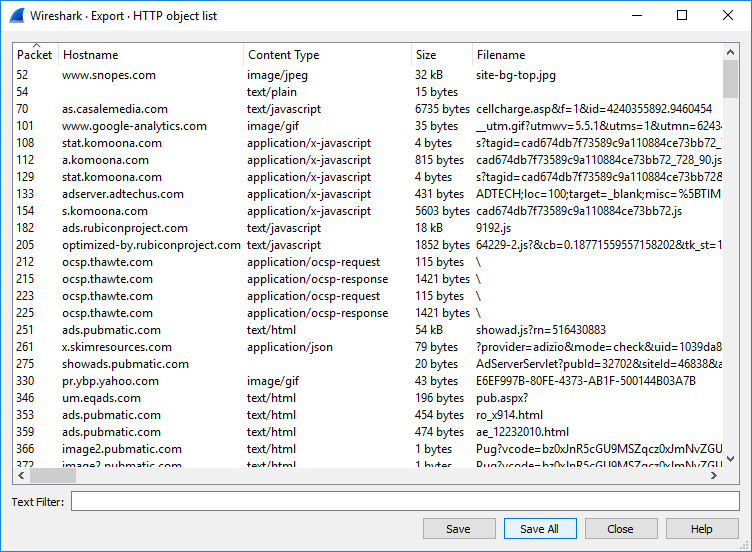 Wireshark · Export · HTTP object list
Packet Hostname Content Type Size Filename
52 www.snopes.com image/jpeg 32 kB site-bg-top.jpg
54 text/plain 15 bytes
70 as.casalemedia.com text/javascript 6735 bytes cellcharge.asp&f=1&id=4240355892.9460454
101 www.google-analytics.com image/gif 35 bytes __utm.gif?utmwv=5.5.1&utms=1&utmn=6243
108 stat.komoona.com application/x-javascript 4 bytes s?tagid=cad674db7f73589c9a110884ce73bb72_
112 a.komoona.com application/x-javascript 815 bytes cad674db7f73589c9a110884ce73bb72_728_90.js
129 stat.komoona.com application/x-javascript 4 bytes s?tagid=cad674db7f73589c9a110884ce73bb72&
133 adserver.adtechus.com application/x-javascript 431 bytes ADTECH;loc=100;target=_blank;misc=%5BTIM
154 s.komoona.com application/x-javascript 5603 bytes cad674db7f73589c9a110884ce73bb72.js
182 ads.rubiconproject.com text/javascript 18 kB 9192.js
205 optimized-by.rubiconproject.com text/javascript 1852 bytes 64229-2.js?&cb=0.18771559557158202&tk_st=1
212 ocsp.thawte.com application/ocsp-request 115 bytes \
215 ocsp.thawte.com application/ocsp-response 1421 bytes \
223 ocsp.thawte.com application/ocsp-request 115 bytes \
225 ocsp.thawte.com application/ocsp-response 1421 bytes \
251 ads.pubmatic.com text/html 54 kB showad.js?rn=516430883
261 x.skimresources.com application/json 79 bytes ?provider=adizio&mode=check&uid=1039da8
275 showads.pubmatic.com 20 bytes AdServerServlet?pubId=32702&siteId=46838&a
330 pr.ybp.yahoo.com image/gif 43 bytes E6EF997B-80FE-4373-AB1F-500144B03A7B
346 um.eqads.com text/html 196 bytes pub.aspx?
353 ads.pubmatic.com text/html 454 bytes ro_x914.html
359 ads.pubmatic.com text/html 474 bytes ae_12232010.html
366 image2.pubmatic.com text/html 1 bytes Pug?vcode=bz0xJnR5cGU9MSZqcz0xJmNvZGU
372 image2.pubmatic.com text/html 1 bytes Pug?vcode=bz0xJnR5cGU9MSZqcz0xJmNvZGU
Text Filter:
Save Save All Close Help